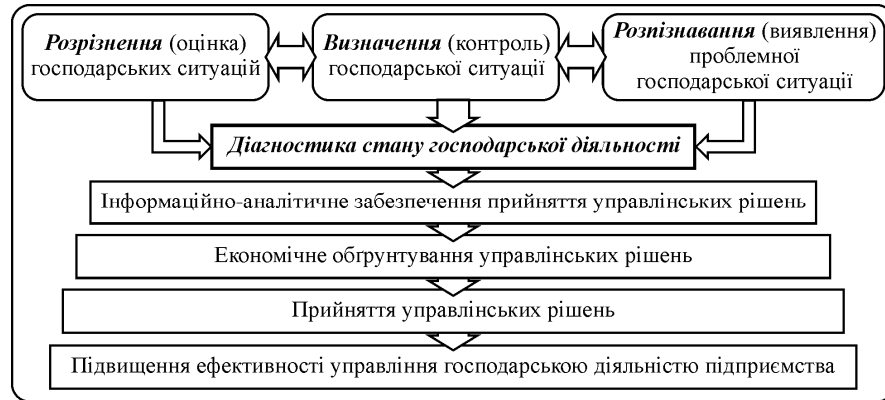 Розрізнення (оцінка)
господарських ситуацій
Визначення (контроль)
господарської ситуації
Розпізнавання (виявлення)
проблемної
господарської ситуації
Діагностика стану господарської діяльності
Інформаційно-аналітичне забезпечення прийняття управлінських рішень
Економічне обґрунтування управлінських рішень
Прийняття управлінських рішень
Підвищення ефективності управління господарською діяльністю підприємства